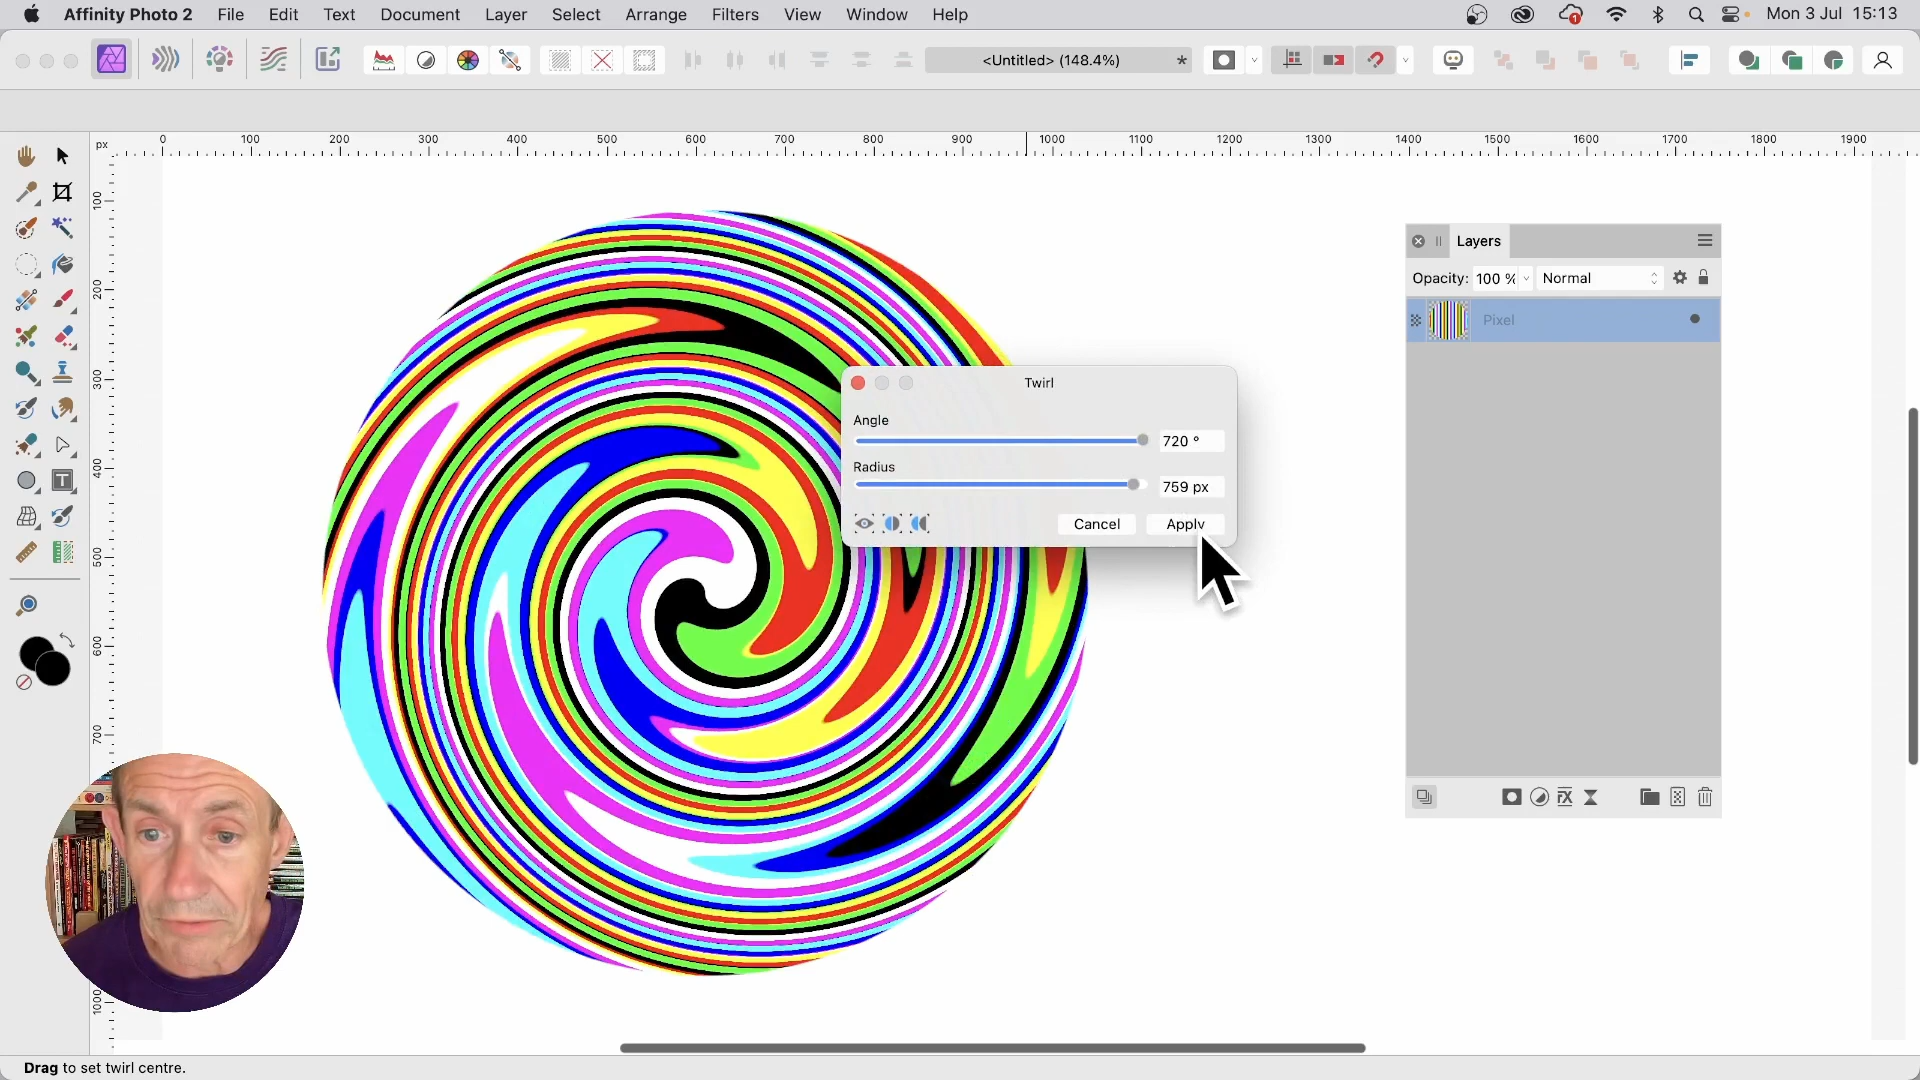 Affinity Photo 2 File Edit Text Document Layer Select Arrange Filters View Window Help 1 Mon 3 Jul 15:13
<Untitled> (148.4%) *
px 0 100 200 300 400 500 600 700 800 900 1000 1100 1200 1300 1400 1500 1600 1700 1800 1900
100
200
300
400
500
600
700
1000
Layers
Opacity: 100 % Normal
Pixel
Twirl
Angle
720 °
Radius
759 px
Cancel Apply
Drag to set twirl centre.